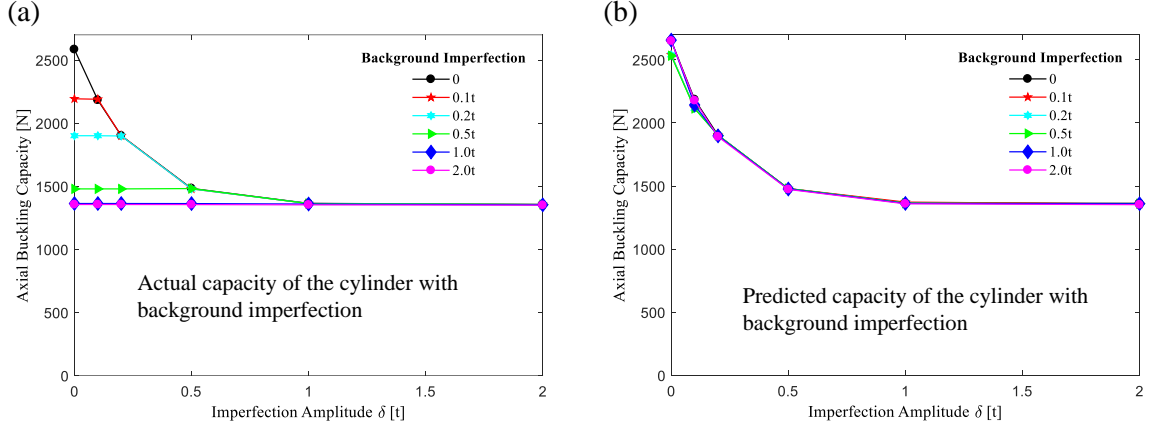 (a)
Axial Buckling Capacity [N]
2500
2000
1500
1000
500
0
Background Imperfection
0
0.1t
0.2t
0.5t
1.0t
2.0t
Actual capacity of the cylinder with
background imperfection
0
0.5
1
1.5
2
Imperfection Amplitude δ [t]
(b)
Axial Buckling Capacity [N]
2500
2000
1500
1000
500
0
Background Imperfection
0
0.1t
0.2t
0.5t
1.0t
2.0t
Predicted capacity of the cylinder with
background imperfection
0
0.5
1
1.5
2
Imperfection Amplitude δ [t]